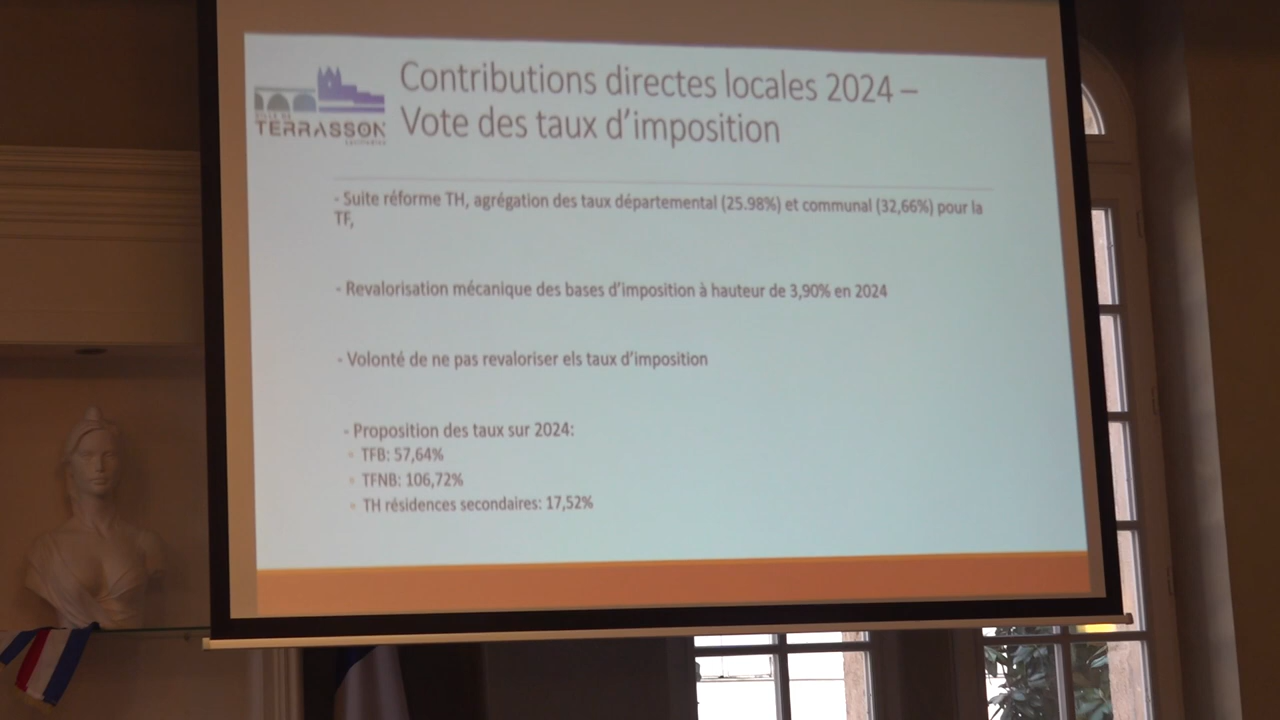 Contributions directes locales 2024 –
Vote des taux d'imposition
TERRASSON
- Suite réforme TH, agrégation des taux départemental (25.98%) et communal (32,66%) pour la
TF,
- Revalorisation mécanique des bases d'imposition à hauteur de 3,90% en 2024
- Volonté de ne pas revaloriser els taux d'imposition
- Proposition des taux sur 2024:
TFB: 57,64%
TFNB: 106,72%
TH résidences secondaires: 17,52%